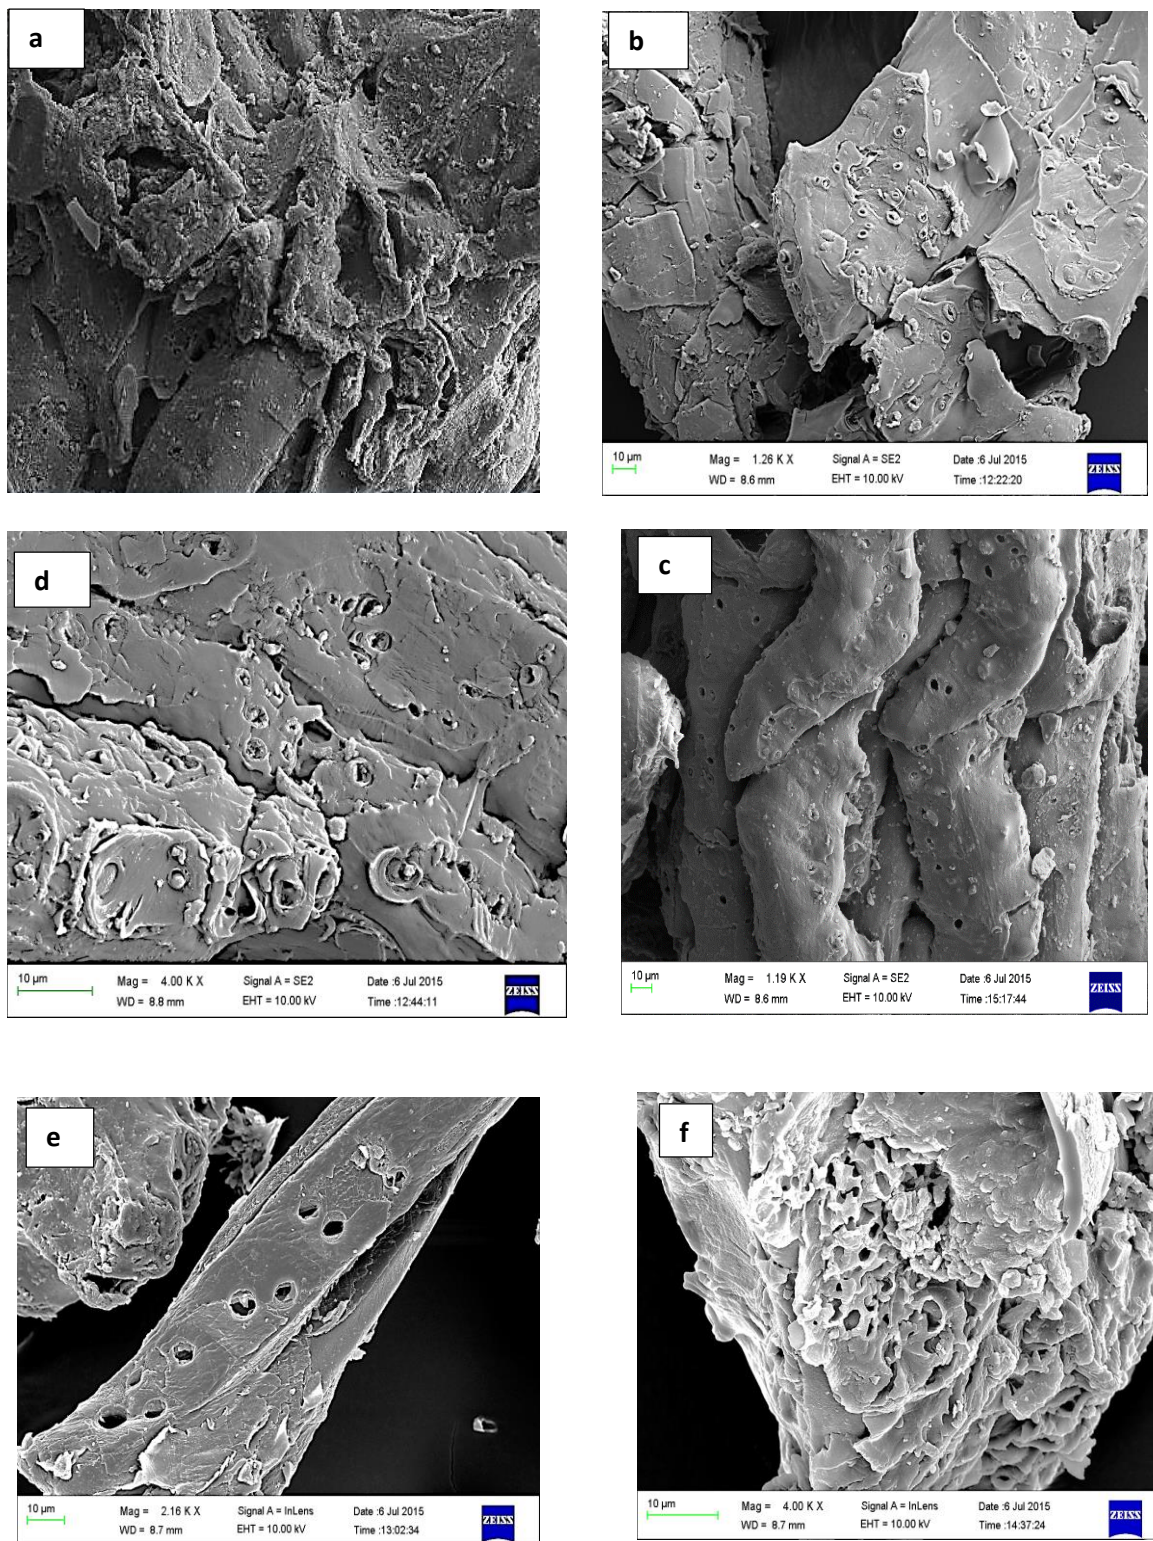 a
b
10 µm
Mag = 1.26 K X
Signal A = SE2
Date :6 Jul 2015
WD = 8.6 mm
EHT = 10.00 kV
Time :12:22:20
ZEISS
d
10 µm
Mag = 4.00 K X
Signal A = SE2
Date :6 Jul 2015
WD = 8.8 mm
EHT = 10.00 kV
Time :12:44:11
ZEISS
c
10 µm
Mag = 1.19 K X
Signal A = SE2
Date :6 Jul 2015
WD = 8.6 mm
EHT = 10.00 kV
Time :15:17:44
ZEISS
e
10 µm
Mag = 2.16 K X
Signal A = InLens
Date :6 Jul 2015
WD = 8.7 mm
EHT = 10.00 kV
Time :13:02:34
ZEISS
f
10 µm
Mag = 4.00 K X
Signal A = InLens
Date :6 Jul 2015
WD = 8.7 mm
EHT = 10.00 kV
Time :14:37:24
ZEISS